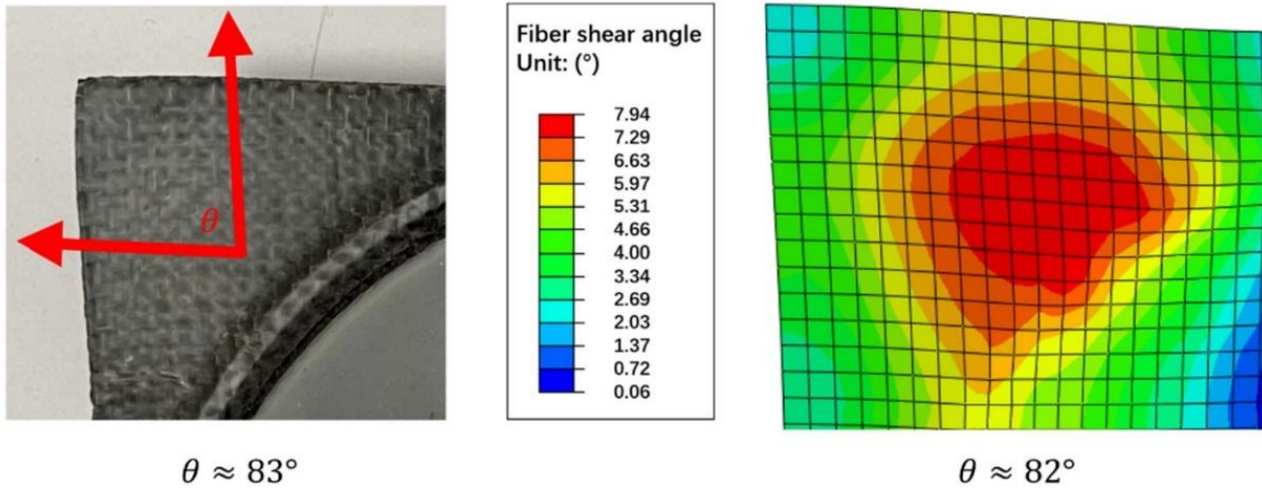 θ
Fiber shear angle
Unit: (°)
7.94
7.29
6.63
5.97
5.31
4.66
4.00
3.34
2.69
2.03
1.37
0.72
0.06
θ ≈ 83°
θ ≈ 82°